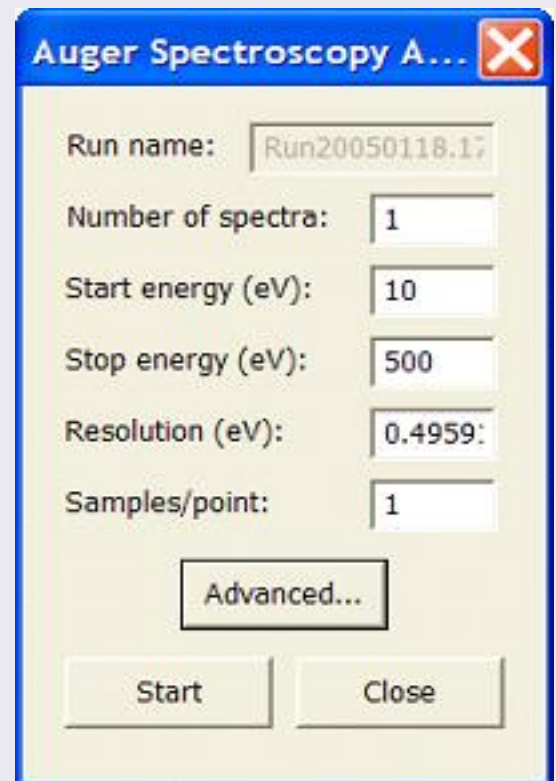 Auger Spectroscopy A...
Run name: Run20050118.17
Number of spectra: 1
Start energy (eV): 10
Stop energy (eV): 500
Resolution (eV): 0.4959
Samples/point: 1
Advanced...
Start Close